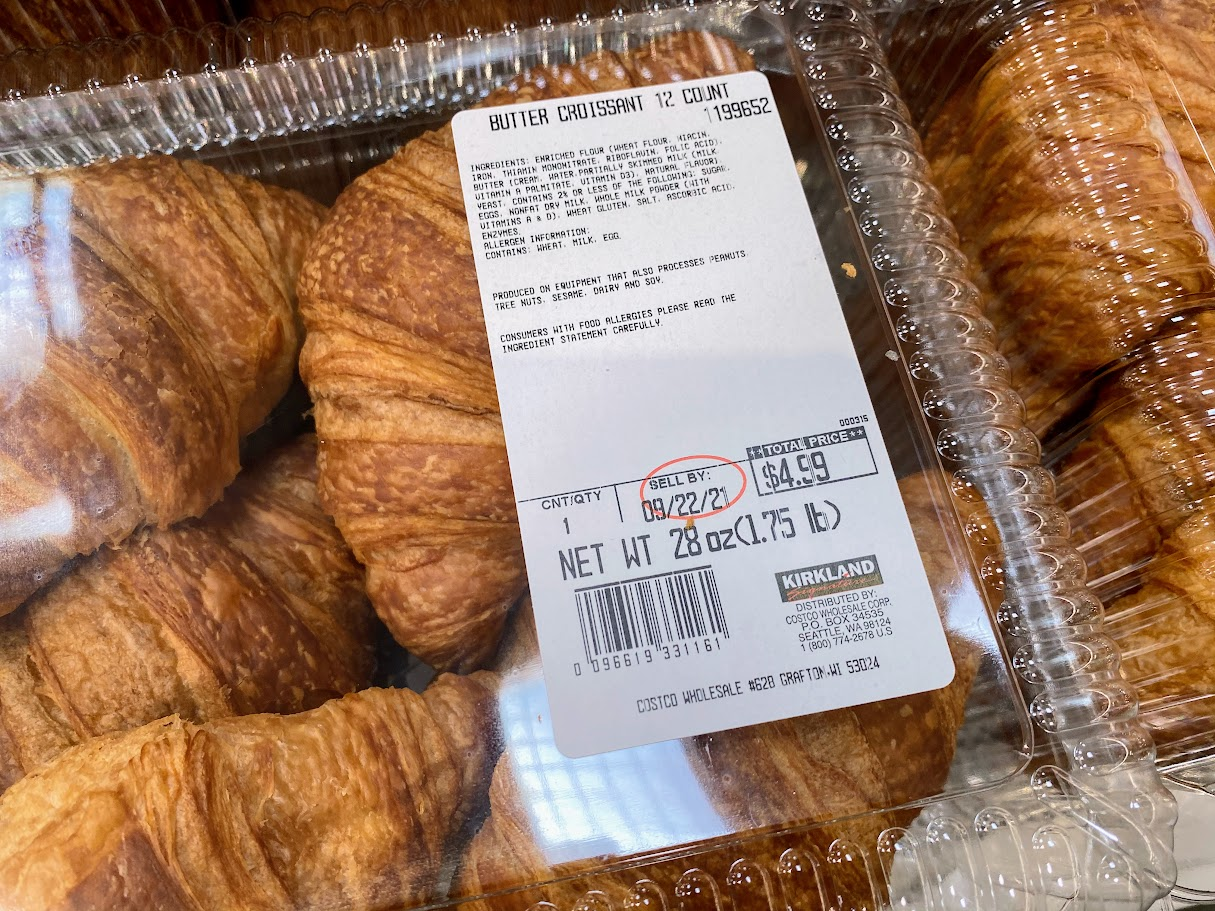 BUTTER CROISSANT 12 COUNT
1199652
INGREDIENTS: ENRICHED FLOUR (WHEAT FLOUR, NIACIN,
IRON, THIAMIN MONONITRATE, RIBOFLAVIN, FOLIC ACID),
BUTTER (CREAM, WATER,PARTIALLY SKIMMED MILK (MILK,
VITAMIN A PALMITATE, VITAMIN D3), NATURAL FLAVOR),
YEAST, CONTAINS 2% OR LESS OF THE FOLLOWING: SUGAR,
EGGS, NONFAT DRY MILK, WHOLE MILK POWDER (WITH
VITAMINS A & D), WHEAT GLUTEN, SALT, ASCORBIC ACID,
ENZYMES.
ALLERGEN INFORMATION:
CONTAINS: WHEAT, MILK, EGG.
PRODUCED ON EQUIPMENT THAT ALSO PROCESSES PEANUTS
TREE NUTS, SESAME, DAIRY AND SOY.
CONSUMERS WITH FOOD ALLERGIES PLEASE READ THE
INGREDIENT STATEMENT CAREFULLY.
000315
**TOTAL PRICE**
$4.99
CNT/QTY
1
SELL BY:
09/22/21
NET WT 28 oz(1.75 lb)
0 096619 331161
KIRKLAND
Signature
DISTRIBUTED BY:
COSTCO WHOLESALE CORP.
P.O. BOX 34535
SEATTLE, WA 98124
1 (800) 774-2678 U.S
COSTCO WHOLESALE #620 GRAFTON,WI 53024